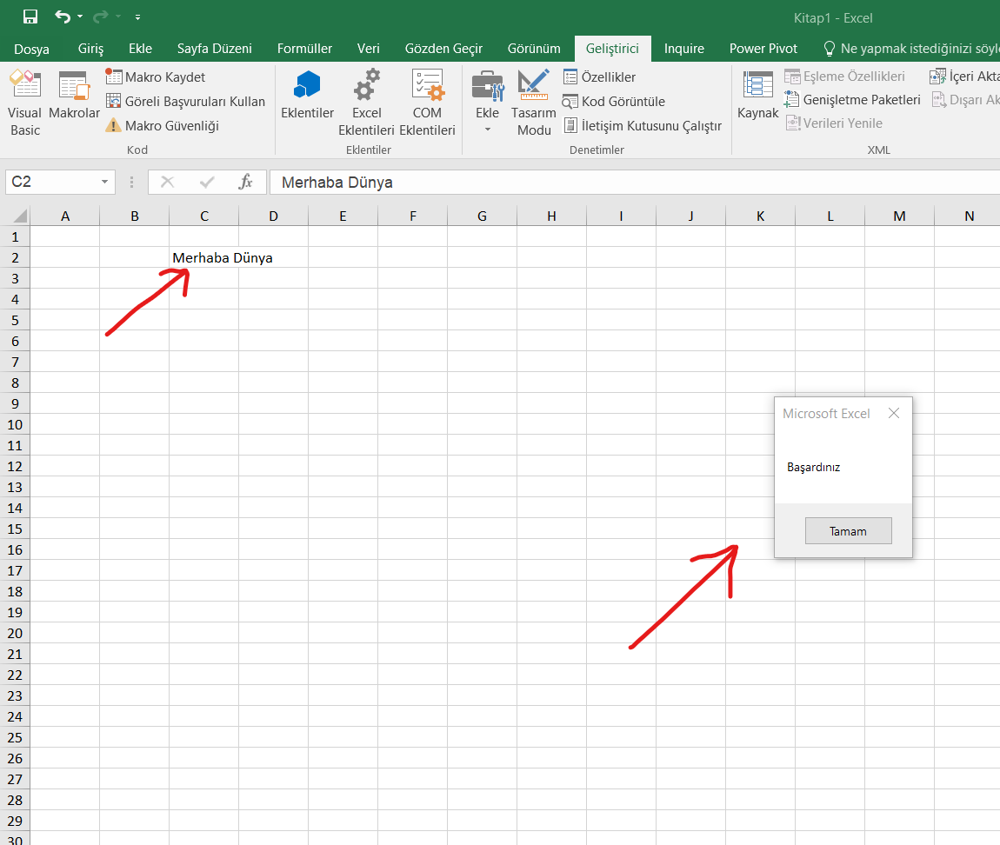 Kitap1 - Excel
Dosya Giriş Ekle Sayfa Düzeni Formüller Veri Gözden Geçir Görünüm Geliştirici Inquire Power Pivot Ne yapmak istediğinizi söyle
Visual Basic
Makrolar
Makro Kaydet
Göreli Başvuruları Kullan
Makro Güvenliği
Kod
Eklentiler
Excel Eklentileri
COM Eklentileri
Eklentiler
Ekle
Tasarım Modu
Özellikler
Kod Görüntüle
İletişim Kutusunu Çalıştır
Denetimler
Kaynak
Eşleme Özellikleri
Genişletme Paketleri
Verileri Yenile
İçeri Akta
Dışarı Ak
XML
C2 fx Merhaba Dünya
A B C D E F G H I J K L M N
1
2 Merhaba Dünya
3
4
5
6
7
8
9
10
11
12
13
14
15
16
17
18
19
20
21
22
23
24
25
26
27
28
29
30
Microsoft Excel
Başardınız
Tamam